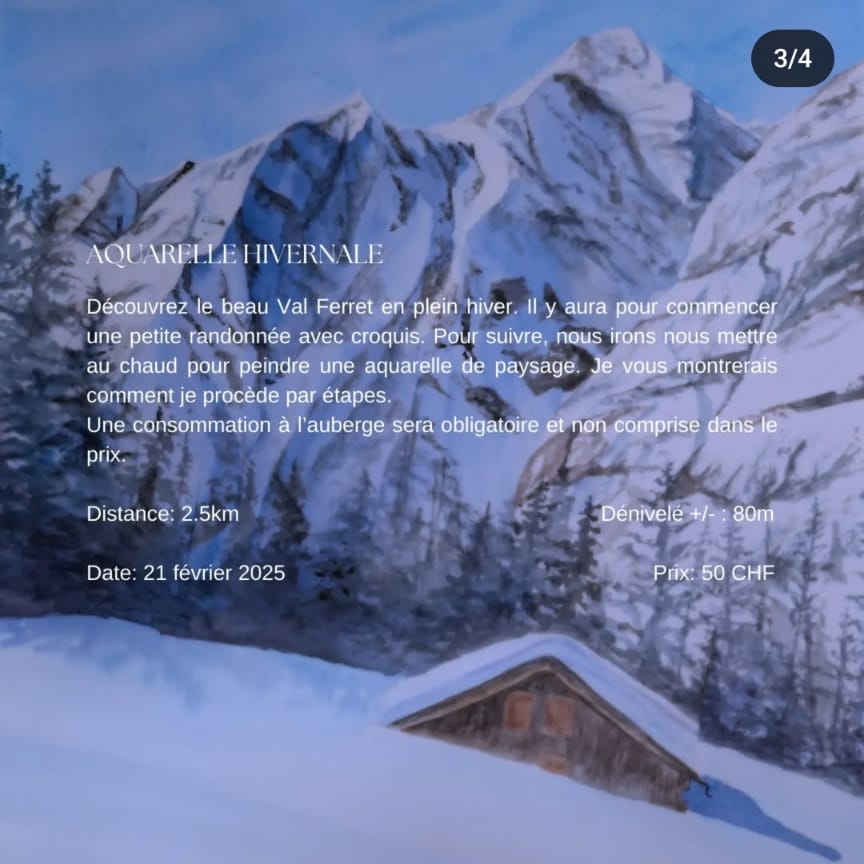 3/4
AQUARELLE HIVERNALE
Découvrez le beau Val Ferret en plein hiver. Il y aura pour commencer
une petite randonnée avec croquis. Pour suivre, nous irons nous mettre
au chaud pour peindre une aquarelle de paysage. Je vous montrerais
comment je procède par étapes.
Une consommation à l'auberge sera obligatoire et non comprise dans le
prix.
Distance: 2.5km
Dénivelé +/- : 80m
Date: 21 février 2025
Prix: 50 CHF